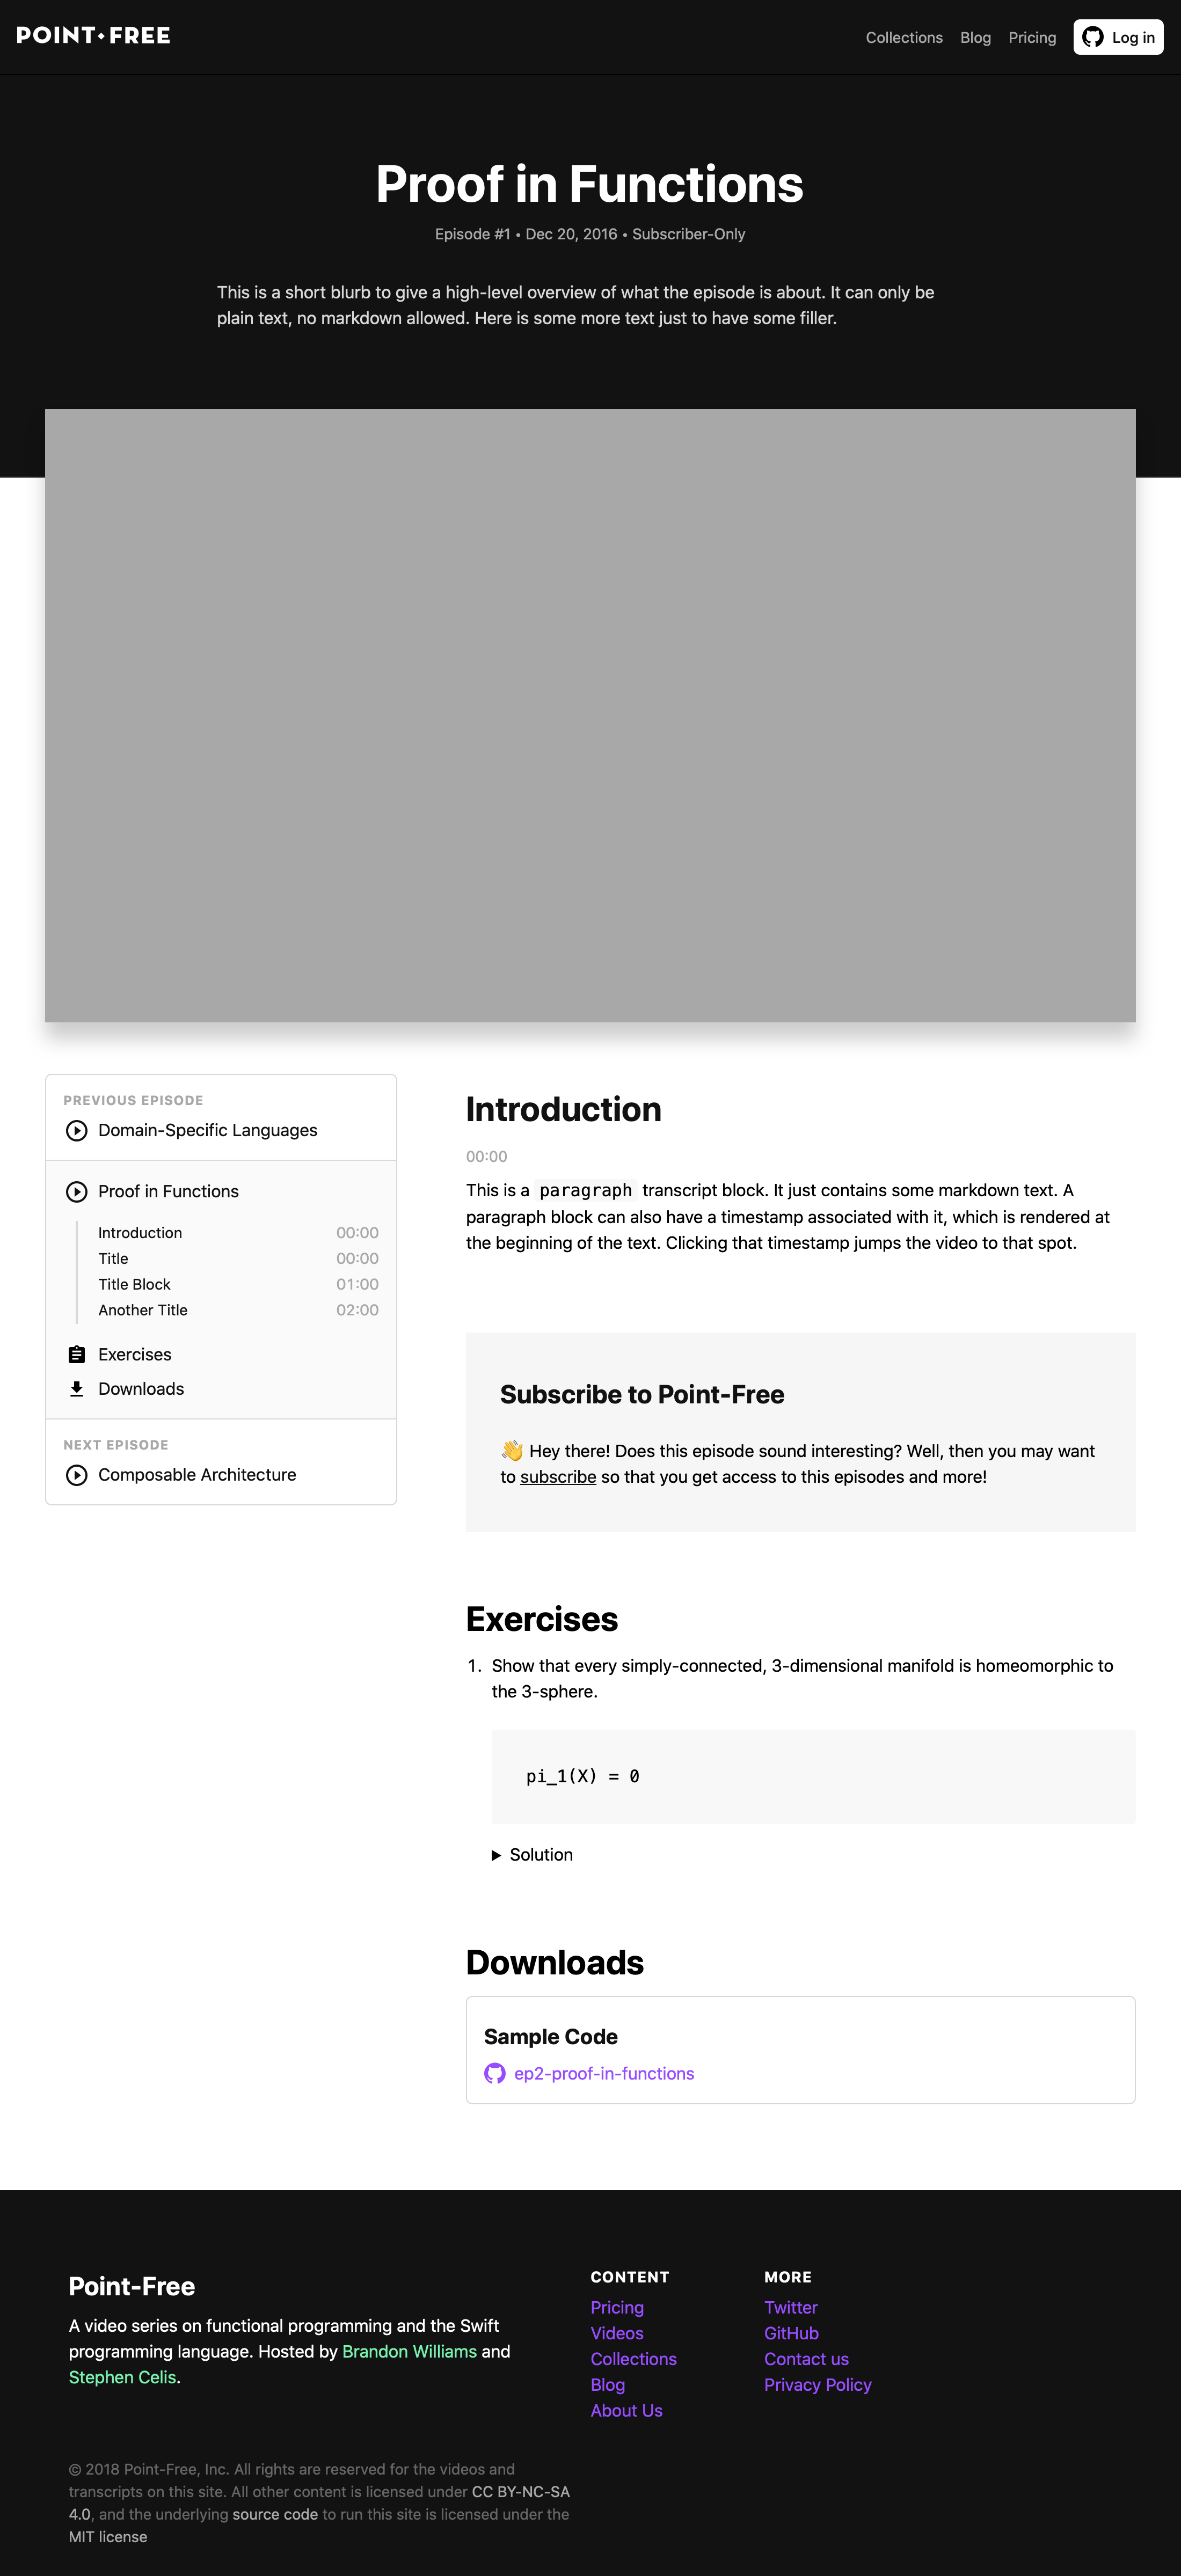 POINT•FREE
Collections
Blog
Pricing
Log in
Proof in Functions
Episode #1 • Dec 20, 2016 • Subscriber-Only
This is a short blurb to give a high-level overview of what the episode is about. It can only be
plain text, no markdown allowed. Here is some more text just to have some filler.
PREVIOUS EPISODE
Domain-Specific Languages
Proof in Functions
Introduction 00:00
Title 00:00
Title Block 01:00
Another Title 02:00
Exercises
Downloads
NEXT EPISODE
Composable Architecture
Introduction
00:00
This is a paragraph transcript block. It just contains some markdown text. A
paragraph block can also have a timestamp associated with it, which is rendered at
the beginning of the text. Clicking that timestamp jumps the video to that spot.
Subscribe to Point-Free
👋 Hey there! Does this episode sound interesting? Well, then you may want
to subscribe so that you get access to this episodes and more!
Exercises
1. Show that every simply-connected, 3-dimensional manifold is homeomorphic to
the 3-sphere.
pi_1(X) = 0
Solution
Downloads
Sample Code
ep2-proof-in-functions
Point-Free
A video series on functional programming and the Swift
programming language. Hosted by Brandon Williams and
Stephen Celis.
CONTENT
Pricing
Videos
Collections
Blog
About Us
MORE
Twitter
GitHub
Contact us
Privacy Policy
© 2018 Point-Free, Inc. All rights are reserved for the videos and
transcripts on this site. All other content is licensed under CC BY-NC-SA
4.0, and the underlying source code to run this site is licensed under the
MIT license